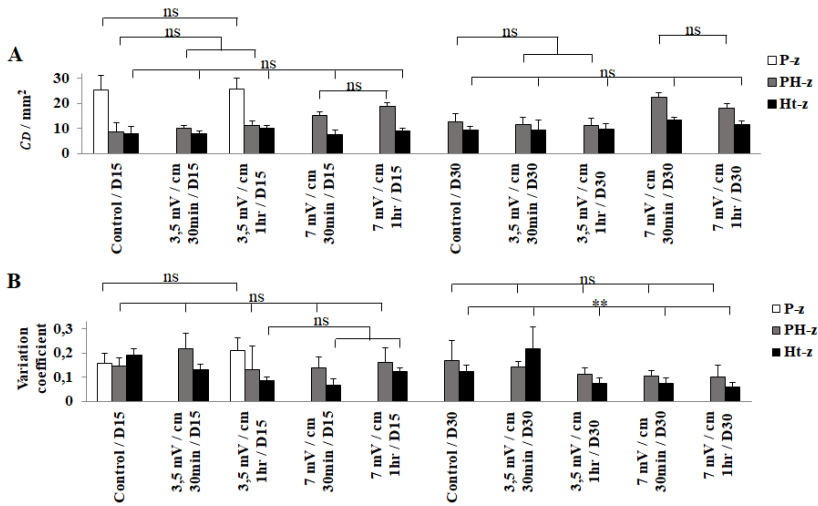 ns
ns
ns
ns
ns
ns
ns
A
30
20
10
0
CD / mm²
P-z
PH-z
Ht-z
Control / D15
3,5 mV / cm
30min / D15
3,5 mV / cm
1hr / D15
7 mV / cm
30min / D15
7 mV / cm
1hr / D15
Control / D30
3,5 mV / cm
30min / D30
3,5 mV / cm
1hr / D30
7 mV / cm
30min / D30
7 mV / cm
1hr / D30
B
ns
ns
ns
ns
**
0,3
0,2
0,1
0
Variation
coefficient
P-z
PH-z
Ht-z
Control / D15
3,5 mV / cm
30min / D15
3,5 mV / cm
1hr / D15
7 mV / cm
30min / D15
7 mV / cm
1hr / D15
Control / D30
3,5 mV / cm
30min / D30
3,5 mV / cm
1hr / D30
7 mV / cm
30min / D30
7 mV / cm
1hr / D30